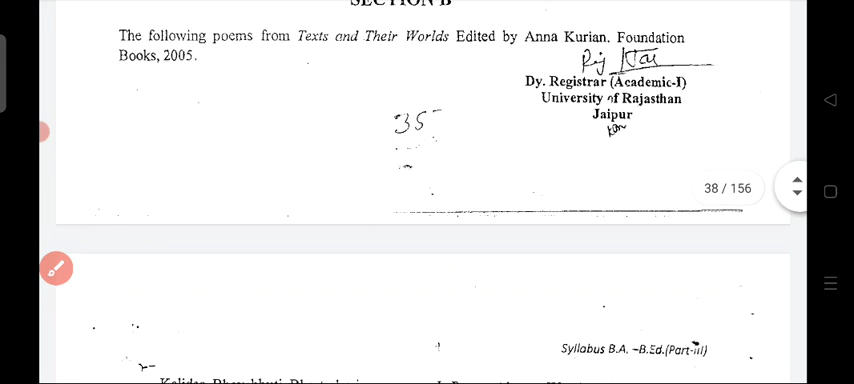 SECTION B
The following poems from Texts and Their Worlds Edited by Anna Kurian. Foundation
Books, 2005.
Dy. Registrar (Academic-I)
University of Rajasthan
Jaipur
35
38 / 156
Syllabus B.A. –B.Ed.(Part-III)